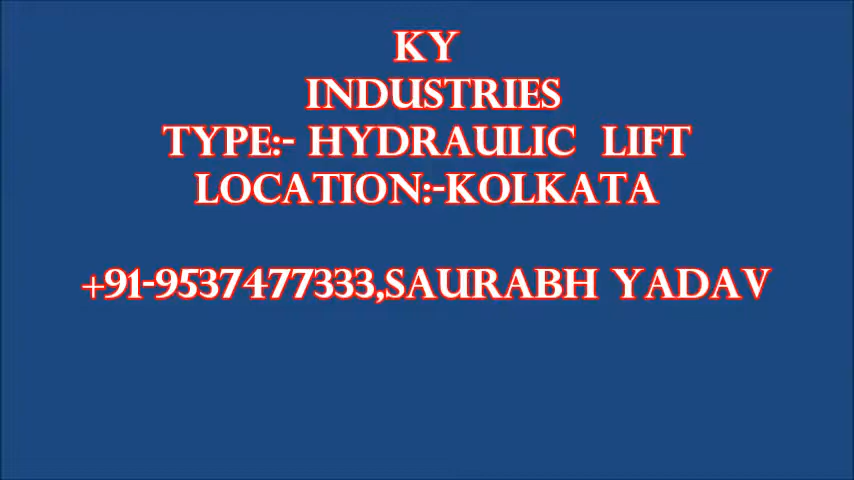 KY
INDUSTRIES
TYPE:- HYDRAULIC LIFT
LOCATION:-KOLKATA
+91-9537477333,SAURABH YADAV